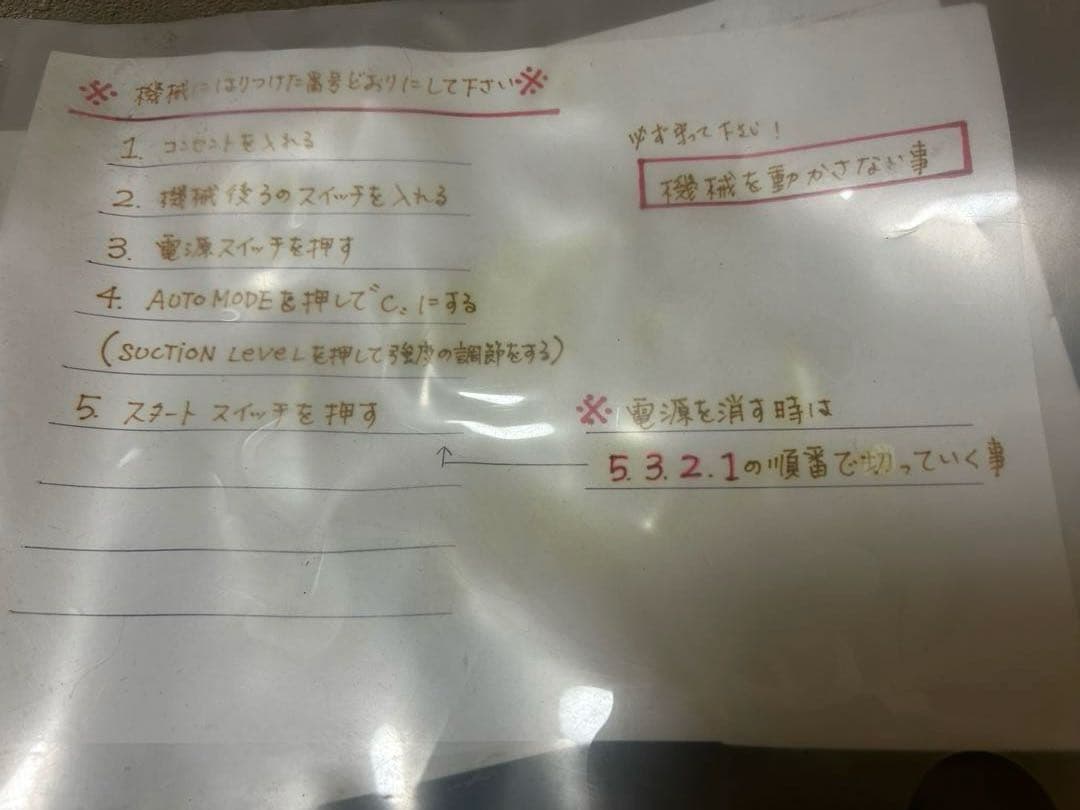 ※ 機械にはりつけた番号どおりにして下さい※
1. コンセントを入れる
2. 機械後ろのスイッチを入れる
3. 電源スイッチを押す
4. AUTO MODEを押して"C"にする
(SUCTION LEVELを押して強度の調節をする)
5. スタート スイッチを押す
必ず守って下さい!
機械を動かさない事
※ 電源を消す時は
5.3.2.1の順番で切っていく事